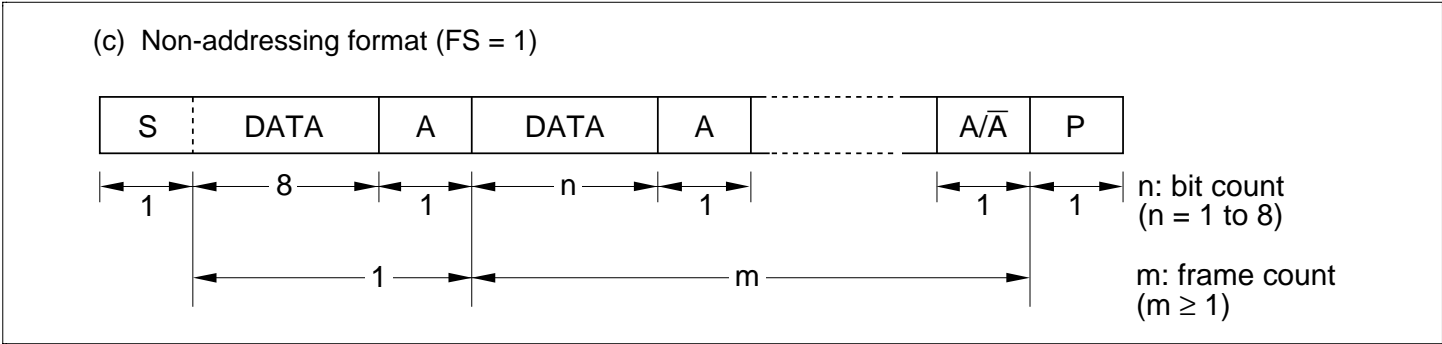 (c) Non-addressing format (FS = 1)
S DATA A DATA A A/A̅ P
1 8 1 n 1 1 1
n: bit count
(n = 1 to 8)
1 m
m: frame count
(m ≥ 1)